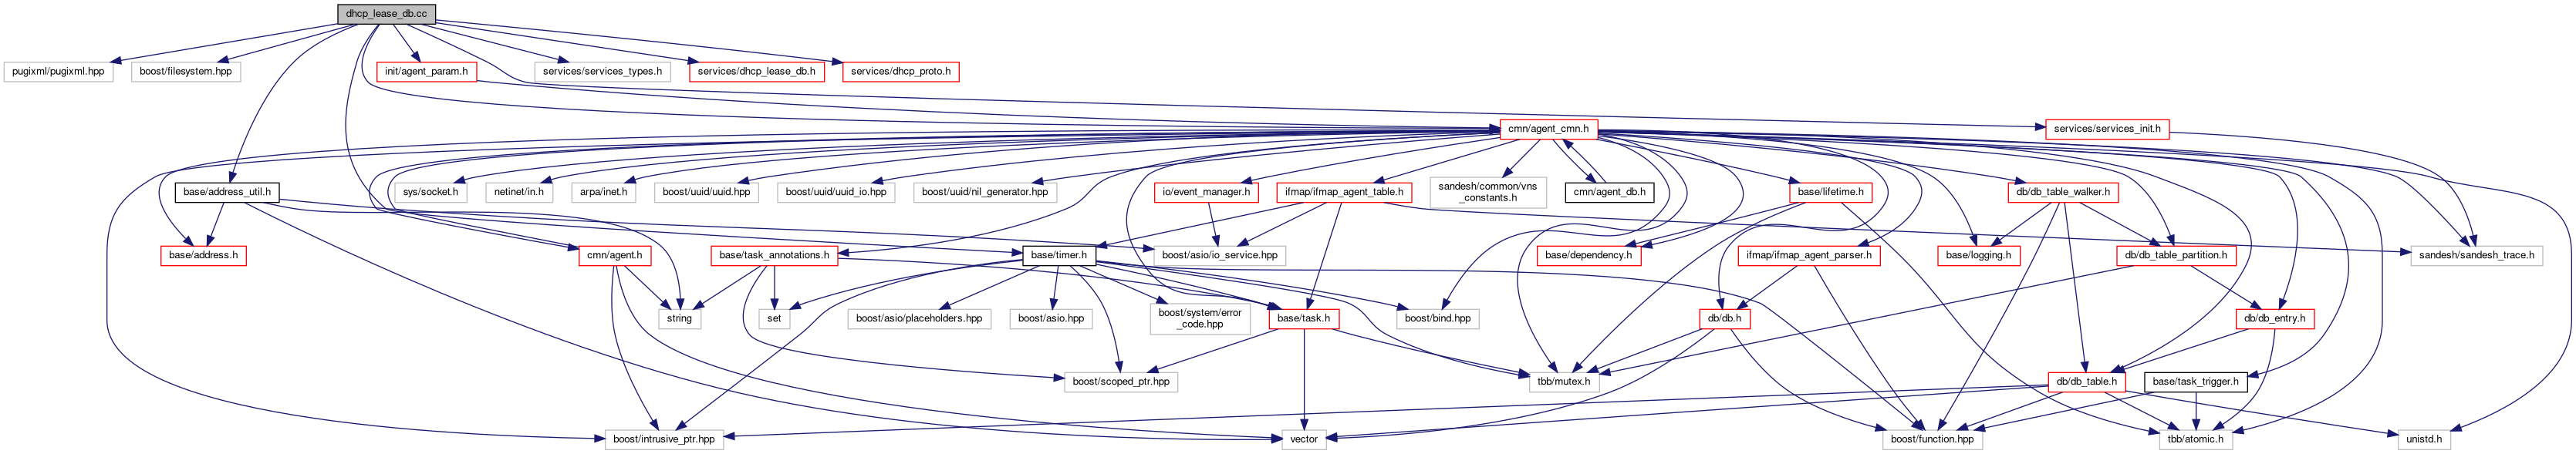 dhcp_lease_db.cc
pugixml/pugixml.hpp
boost/filesystem.hpp
init/agent_param.h
services/services_types.h
services/dhcp_lease_db.h
services/dhcp_proto.h
cmn/agent_cmn.h
services/services_init.h
base/address_util.h
sys/socket.h
netinet/in.h
arpa/inet.h
boost/uuid/uuid.hpp
boost/uuid/uuid_io.hpp
boost/uuid/nil_generator.hpp
io/event_manager.h
ifmap/ifmap_agent_table.h
sandesh/common/vns
_constants.h
cmn/agent_db.h
base/lifetime.h
db/db_table_walker.h
base/address.h
cmn/agent.h
base/task_annotations.h
base/timer.h
boost/asio/io_service.hpp
base/dependency.h
ifmap/ifmap_agent_parser.h
base/logging.h
db/db_table_partition.h
sandesh/sandesh_trace.h
string
set
boost/asio/placeholders.hpp
boost/asio.hpp
boost/system/error
_code.hpp
base/task.h
boost/bind.hpp
db/db.h
db/db_entry.h
boost/scoped_ptr.hpp
tbb/mutex.h
db/db_table.h
base/task_trigger.h
boost/intrusive_ptr.hpp
vector
boost/function.hpp
tbb/atomic.h
unistd.h